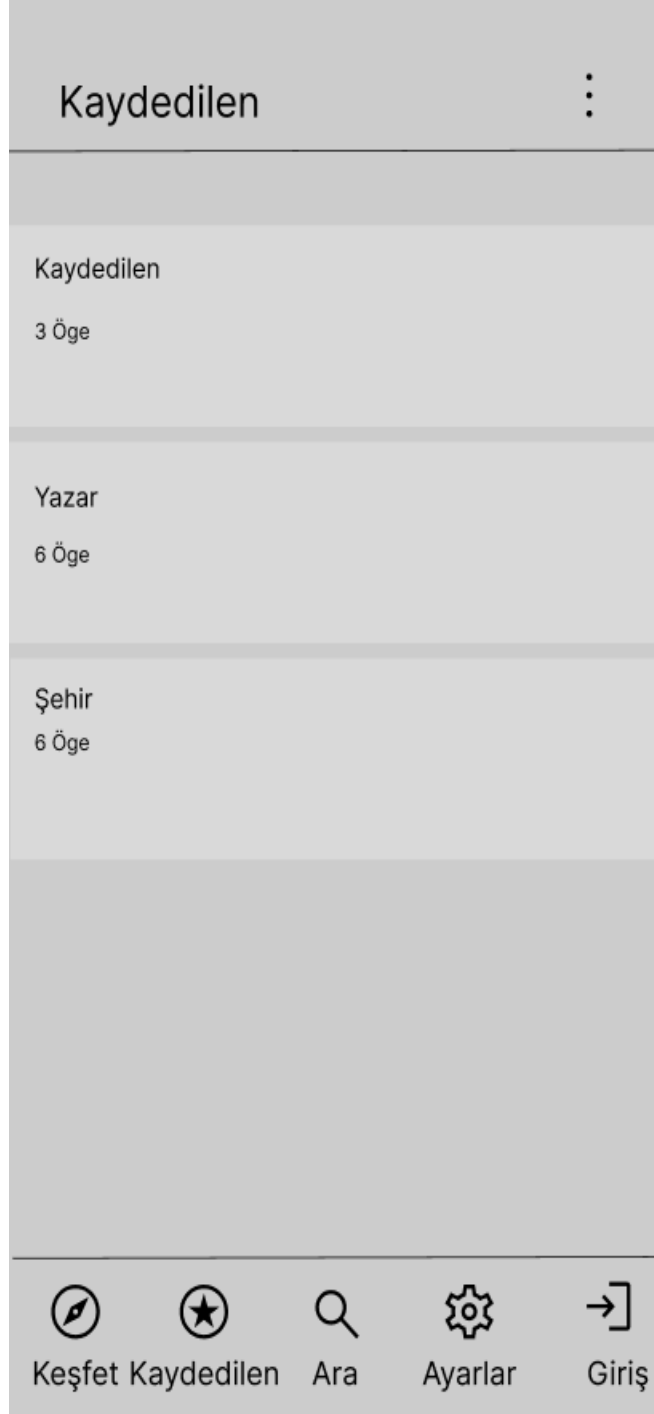 Kaydedilen
Kaydedilen
3 Öge
Yazar
6 Öge
Şehir
6 Öge
Keşfet Kaydedilen Ara Ayarlar Giriş